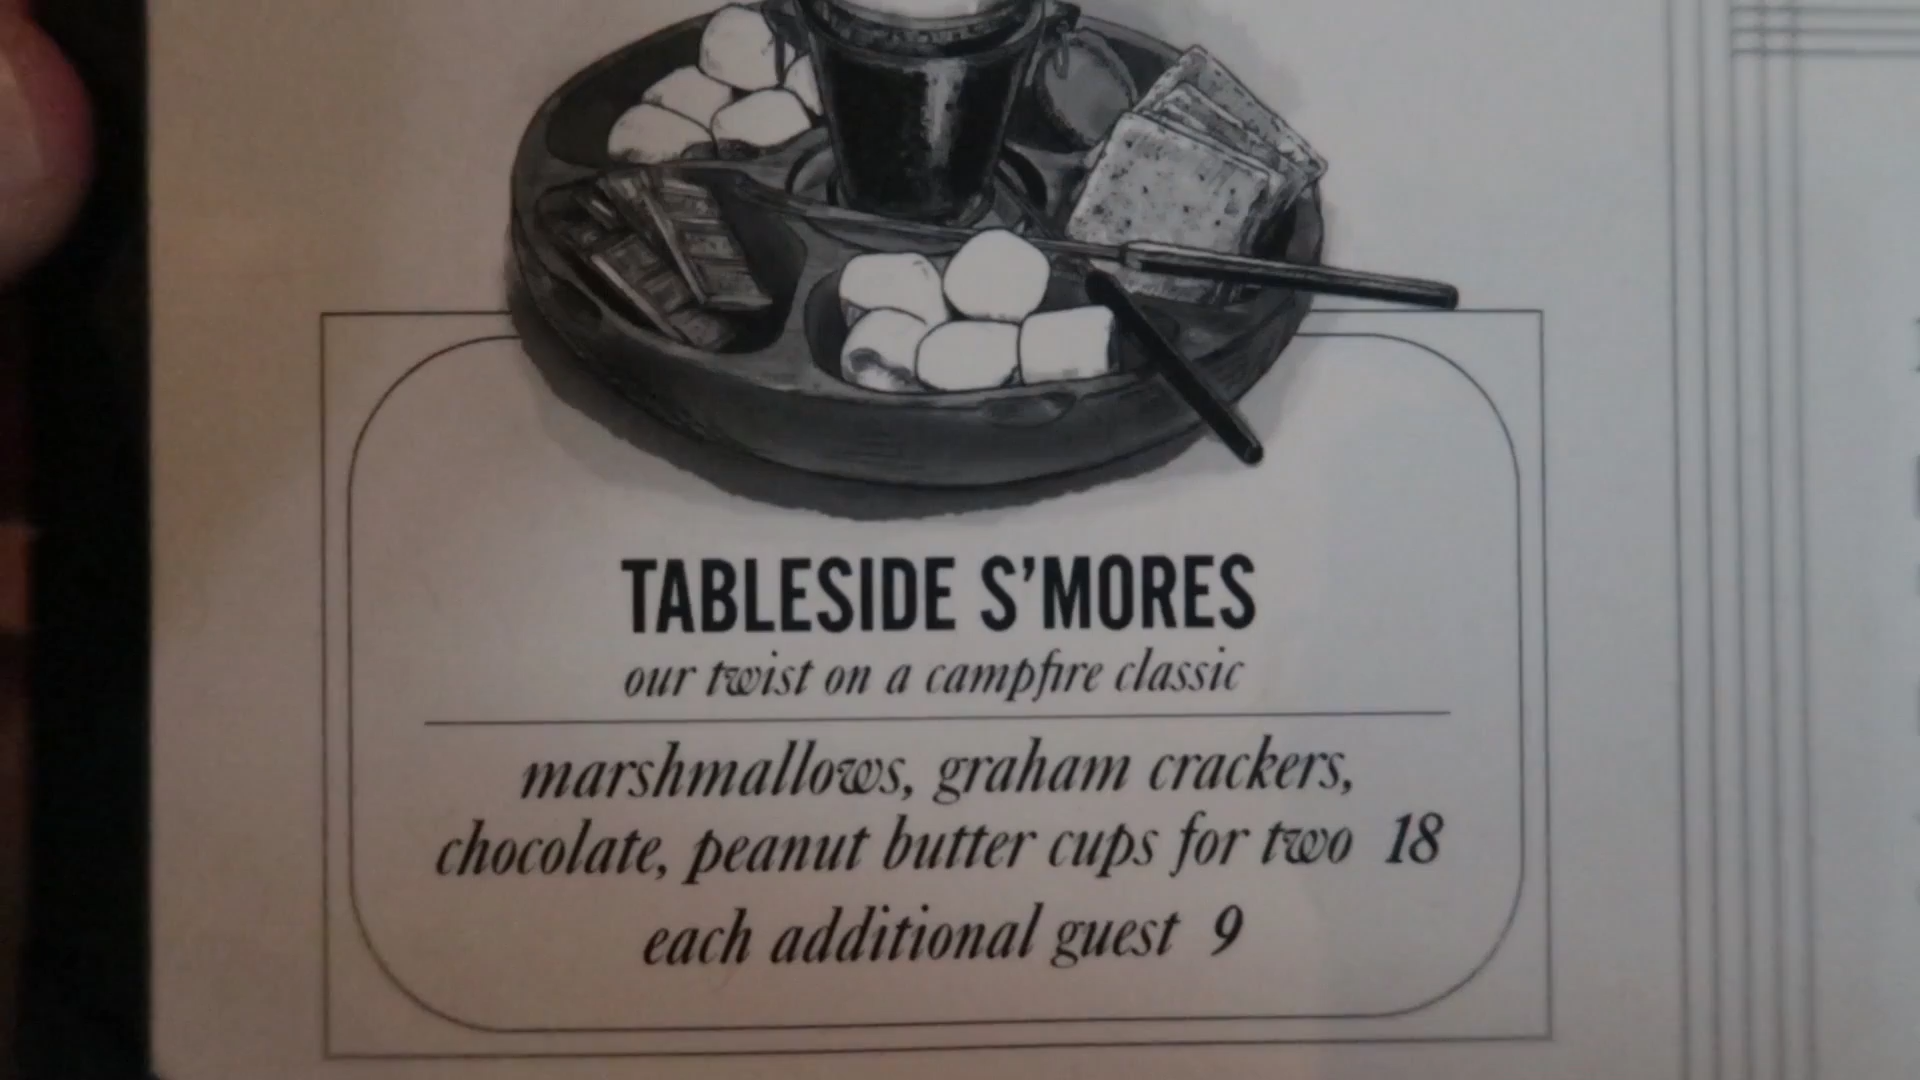 TABLESIDE S’MORES
our twist on a campfire classic
marshmallows, graham crackers,
chocolate, peanut butter cups for two 18
each additional guest 9